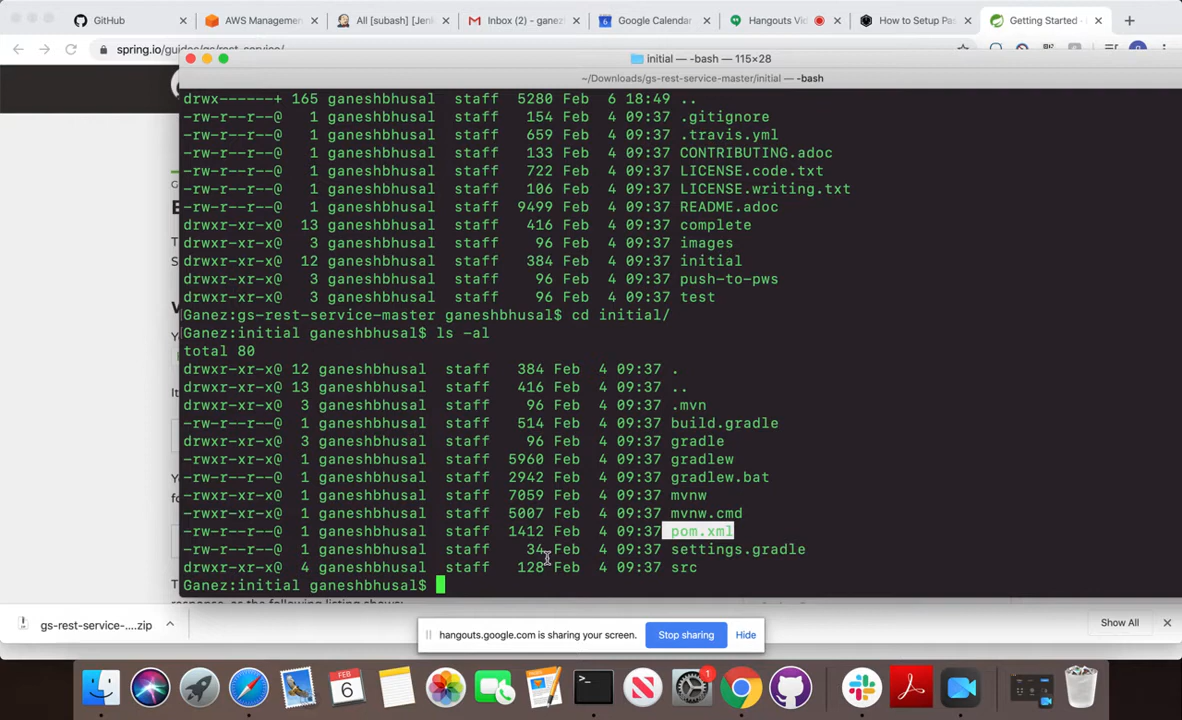 GitHub
AWS Managemen
All [subash] [Jenk
Inbox (2) - ganez
Google Calendar
Hangouts Vid
How to Setup Pas
Getting Started
spring.io/guides/gs/rest-service/
initial — -bash — 115×28
~/Downloads/gs-rest-service-master/initial — -bash
drwx------+ 165 ganeshbhusal  staff  5280 Feb  6 18:49 ..
-rw-r--r--@   1 ganeshbhusal  staff   154 Feb  4 09:37 .gitignore
-rw-r--r--@   1 ganeshbhusal  staff   659 Feb  4 09:37 .travis.yml
-rw-r--r--@   1 ganeshbhusal  staff   133 Feb  4 09:37 CONTRIBUTING.adoc
-rw-r--r--@   1 ganeshbhusal  staff   722 Feb  4 09:37 LICENSE.code.txt
-rw-r--r--@   1 ganeshbhusal  staff   106 Feb  4 09:37 LICENSE.writing.txt
-rw-r--r--@   1 ganeshbhusal  staff  9499 Feb  4 09:37 README.adoc
drwxr-xr-x@  13 ganeshbhusal  staff   416 Feb  4 09:37 complete
drwxr-xr-x@   3 ganeshbhusal  staff    96 Feb  4 09:37 images
drwxr-xr-x@  12 ganeshbhusal  staff   384 Feb  4 09:37 initial
drwxr-xr-x@   3 ganeshbhusal  staff    96 Feb  4 09:37 push-to-pws
drwxr-xr-x@   3 ganeshbhusal  staff    96 Feb  4 09:37 test
Ganez:gs-rest-service-master ganeshbhusal$ cd initial/
Ganez:initial ganeshbhusal$ ls -al
total 80
drwxr-xr-x@ 12 ganeshbhusal  staff   384 Feb  4 09:37 .
drwxr-xr-x@ 13 ganeshbhusal  staff   416 Feb  4 09:37 ..
drwxr-xr-x@  3 ganeshbhusal  staff    96 Feb  4 09:37 .mvn
-rw-r--r--@  1 ganeshbhusal  staff   514 Feb  4 09:37 build.gradle
drwxr-xr-x@  3 ganeshbhusal  staff    96 Feb  4 09:37 gradle
-rwxr-xr-x@  1 ganeshbhusal  staff  5960 Feb  4 09:37 gradlew
-rw-r--r--@  1 ganeshbhusal  staff  2942 Feb  4 09:37 gradlew.bat
-rwxr-xr-x@  1 ganeshbhusal  staff  7059 Feb  4 09:37 mvnw
-rwxr-xr-x@  1 ganeshbhusal  staff  5007 Feb  4 09:37 mvnw.cmd
-rw-r--r--@  1 ganeshbhusal  staff  1412 Feb  4 09:37 pom.xml
-rw-r--r--@  1 ganeshbhusal  staff    34 Feb  4 09:37 settings.gradle
drwxr-xr-x@  4 ganeshbhusal  staff   128 Feb  4 09:37 src
Ganez:initial ganeshbhusal$
gs-rest-service-....zip
Show All
hangouts.google.com is sharing your screen.
Stop sharing
Hide
FEB
6
1